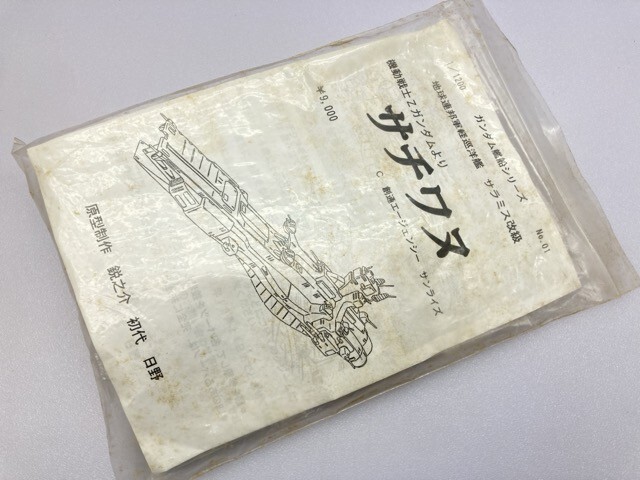 No.01
ガンダム艦船シリーズ
1/1200
地球連邦軍軽巡洋艦 サラミス改級
機動戦士Zガンダムより
サチワヌ
C 創通エージェンシー サンライズ
¥9,000
原型制作 鋭之介 初代 日野